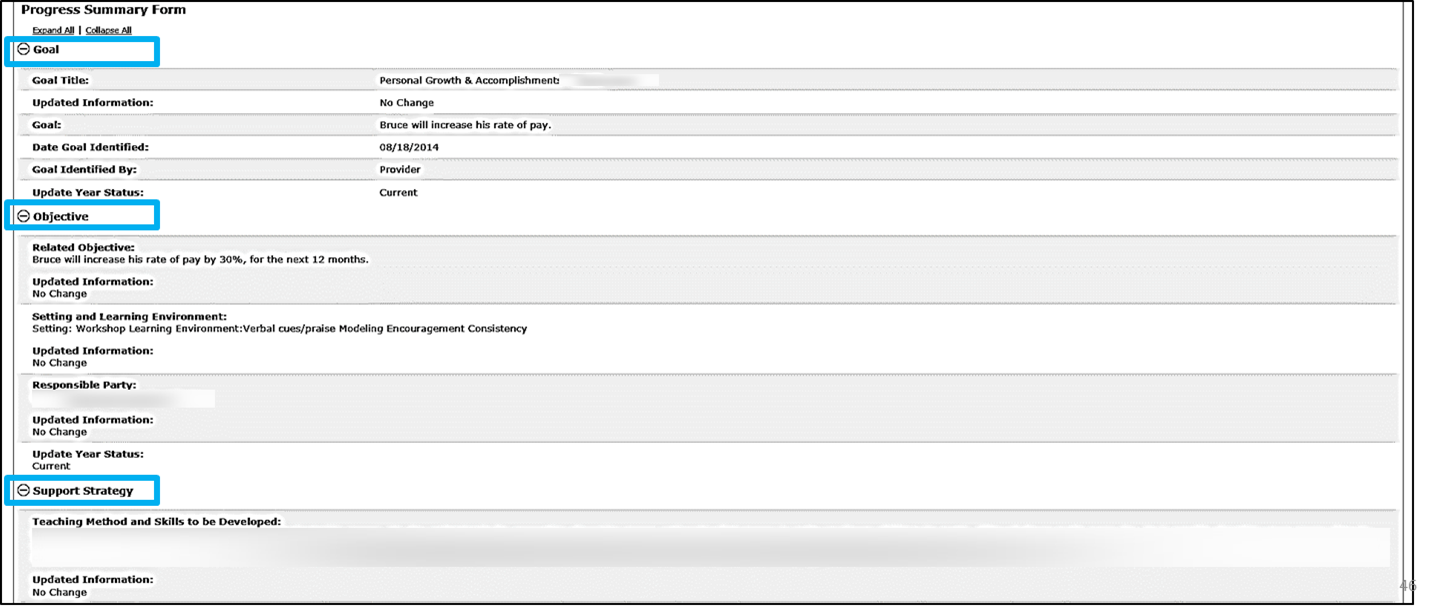 Progress Summary Form
Expand All | Collapse All
Goal
Goal Title: Personal Growth & Accomplishment:
Updated Information: No Change
Goal: Bruce will increase his rate of pay.
Date Goal Identified: 08/18/2014
Goal Identified By: Provider
Update Year Status: Current
Objective
Related Objective:
Bruce will increase his rate of pay by 30%, for the next 12 months.
Updated Information:
No Change
Setting and Learning Environment:
Setting: Workshop Learning Environment:Verbal cues/praise Modeling Encouragement Consistency
Updated Information:
No Change
Responsible Party:
Updated Information:
No Change
Update Year Status:
Current
Support Strategy
Teaching Method and Skills to be Developed:
Updated Information:
No Change
46